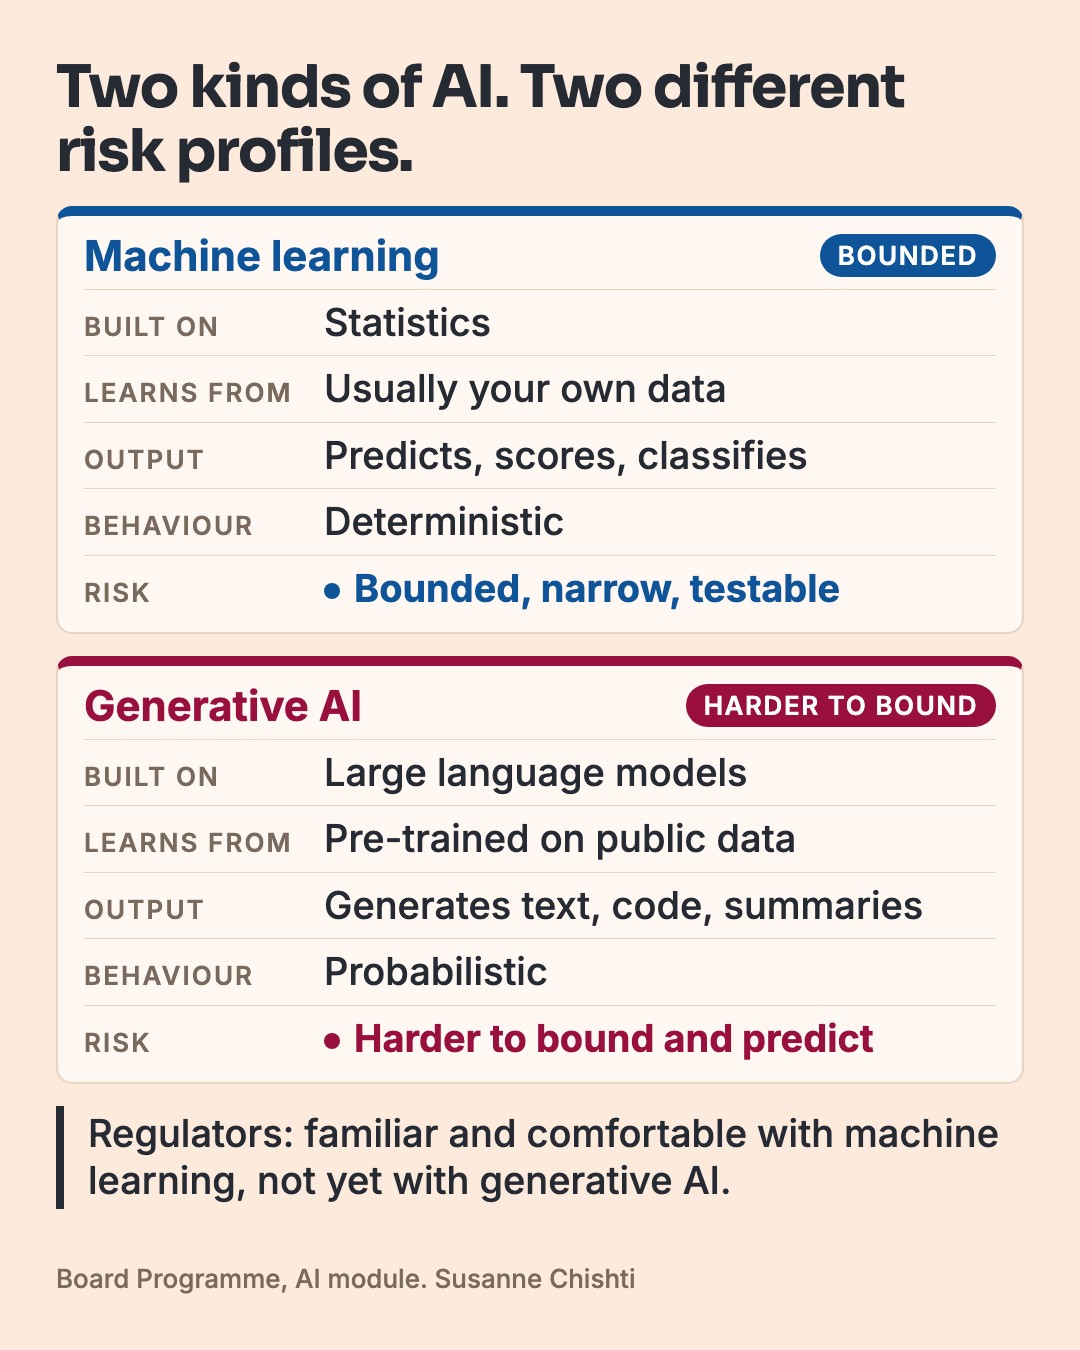 Two kinds of AI. Two different
risk profiles.
Machine learning BOUNDED
BUILT ON Statistics
LEARNS FROM Usually your own data
OUTPUT Predicts, scores, classifies
BEHAVIOUR Deterministic
RISK • Bounded, narrow, testable
Generative AI HARDER TO BOUND
BUILT ON Large language models
LEARNS FROM Pre-trained on public data
OUTPUT Generates text, code, summaries
BEHAVIOUR Probabilistic
RISK • Harder to bound and predict
Regulators: familiar and comfortable with machine
learning, not yet with generative AI.
Board Programme, AI module. Susanne Chishti